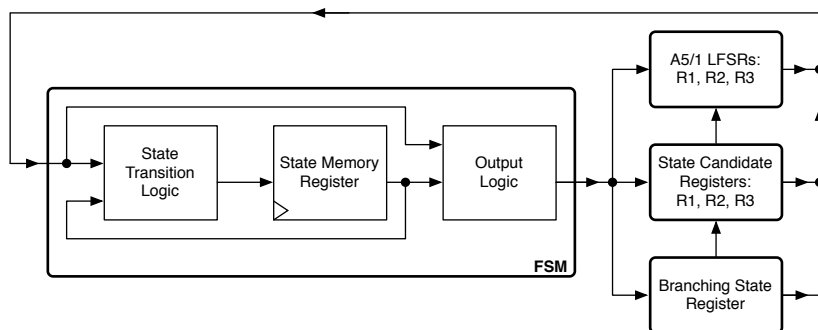 A5/1 LFSRs:
R1, R2, R3
State
Transition
Logic
State Memory
Register
Output
Logic
State Candidate
Registers:
R1, R2, R3
FSM
Branching State
Register